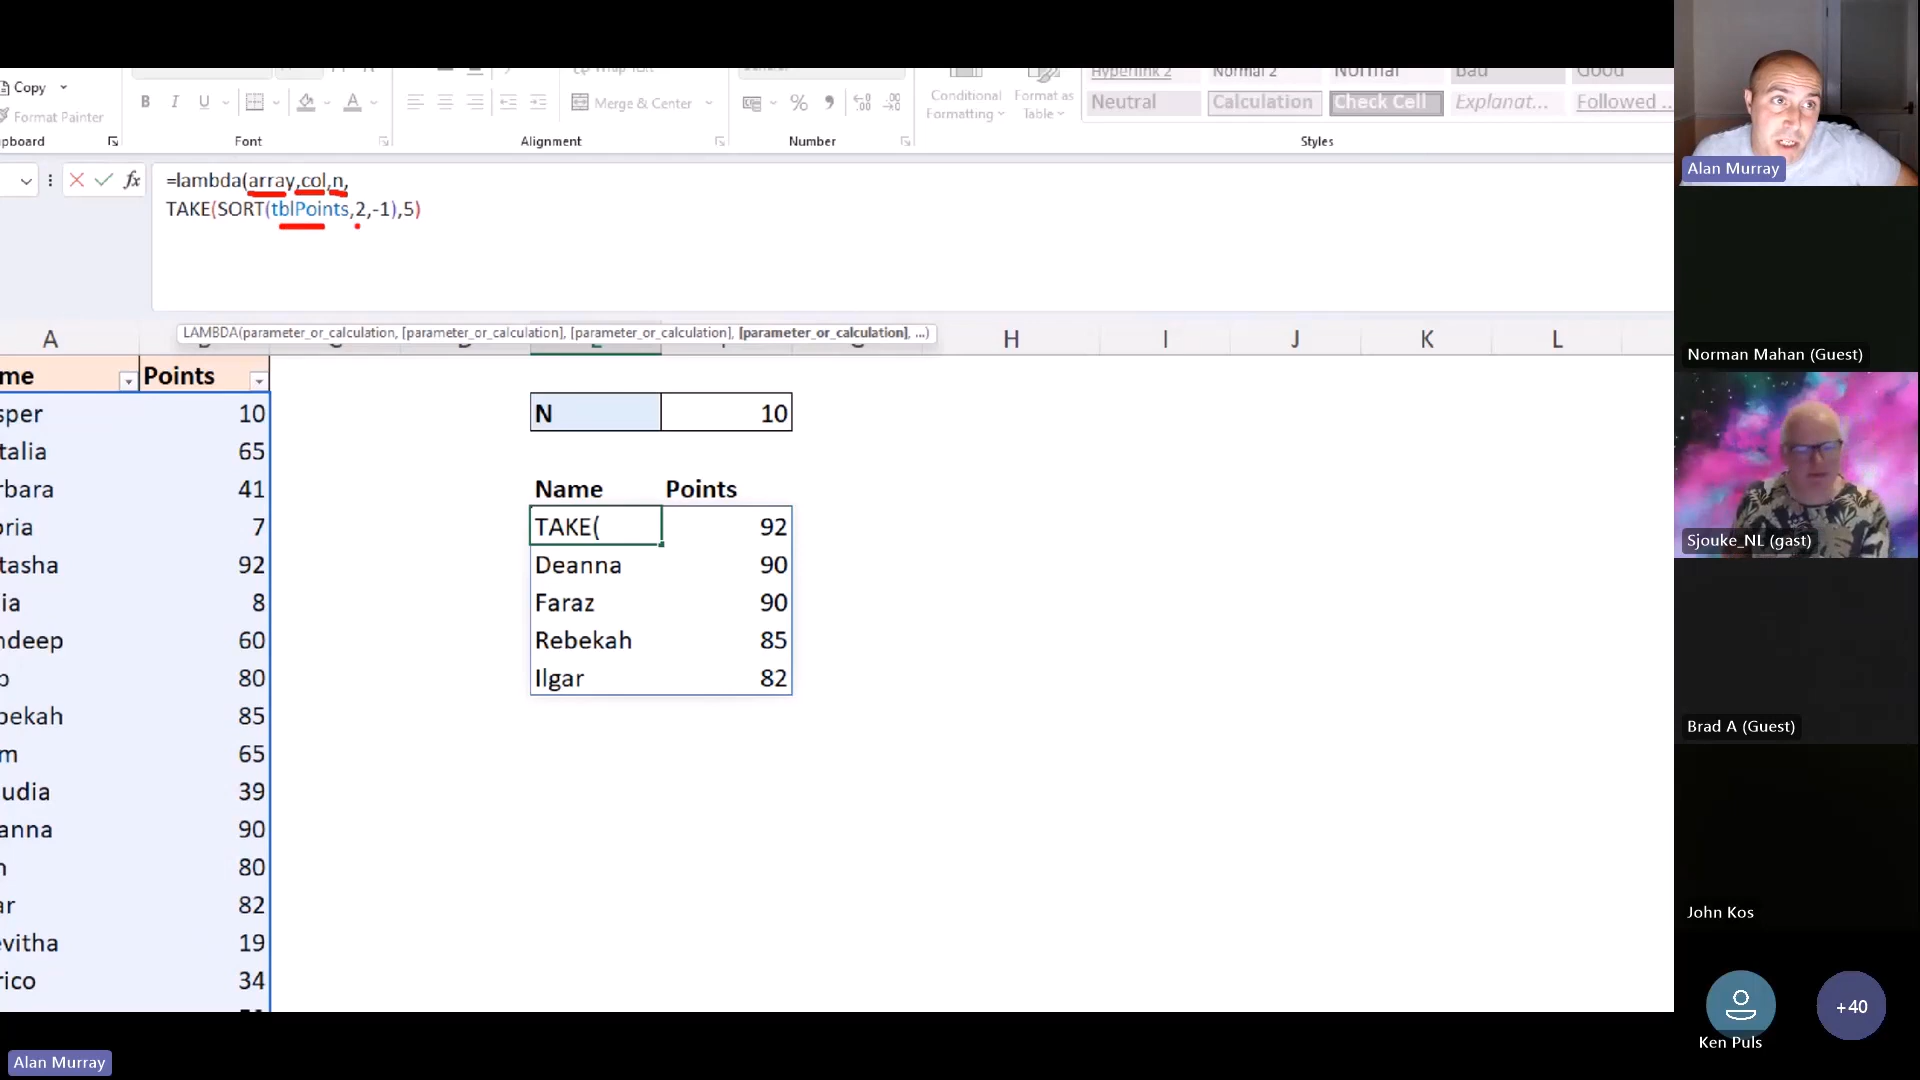 Copy
Format Painter
B I U
Merge & Center
Conditional
Formatting
Format as
Table
Hyperlink 2
Normal 2
Normal
Bad
Good
Neutral
Calculation
Check Cell
Explanat...
Followed ...
pboard
Font
Alignment
Number
Styles
fx
=lambda(array,col,n,
TAKE(SORT(tblPoints,2,-1),5)
LAMBDA(parameter_or_calculation, [parameter_or_calculation], [parameter_or_calculation], [parameter_or_calculation], ...)
A H I J K L
me Points
sper 10
talia 65
rbara 41
oria 7
tasha 92
ia 8
ndeep 60
80
bekah 85
m 65
udia 39
anna 90
n 80
ar 82
evitha 19
rico 34
N 10
Name Points
TAKE( 92
Deanna 90
Faraz 90
Rebekah 85
Ilgar 82
Alan Murray
Norman Mahan (Guest)
Sjouke_NL (gast)
Brad A (Guest)
John Kos
Ken Puls
+40
Alan Murray